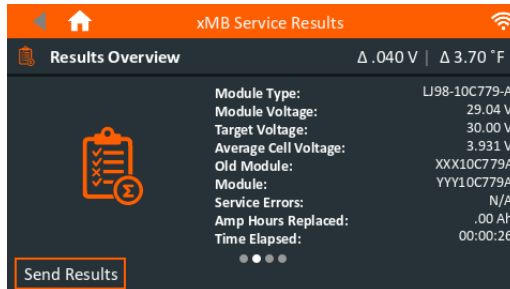 xMB Service Results
Results Overview
Δ .040 V | Δ 3.70 °F
Module Type: LJ98-10C779-A
Module Voltage: 29.04 V
Target Voltage: 30.00 V
Average Cell Voltage: 3.931 V
Old Module: XXX10C779A
Module: YYY10C779A
Service Errors: N/A
Amp Hours Replaced: .00 Ah
Time Elapsed: 00:00:26
Send Results